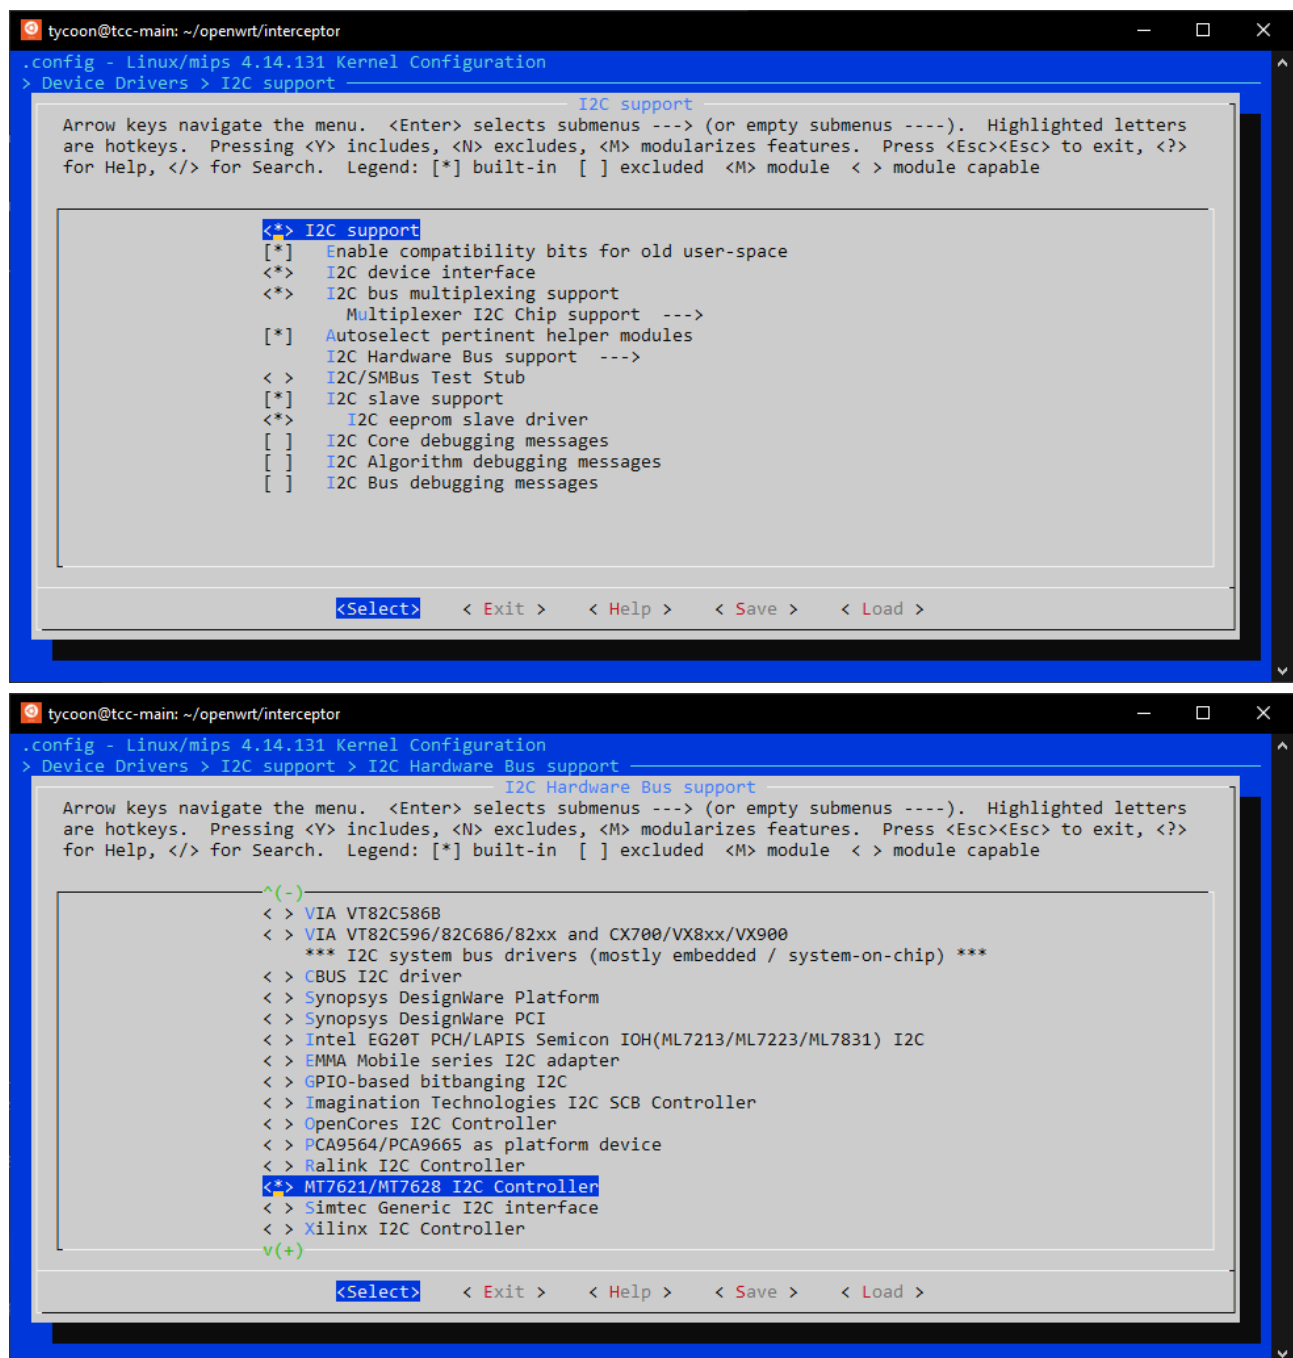 tycoon@tcc-main: ~/openwrt/interceptor
.config - Linux/mips 4.14.131 Kernel Configuration
> Device Drivers > I2C support
I2C support
Arrow keys navigate the menu.  <Enter> selects submenus ---> (or empty submenus ----).  Highlighted letters
are hotkeys.  Pressing <Y> includes, <N> excludes, <M> modularizes features.  Press <Esc><Esc> to exit, <?>
for Help, </> for Search.  Legend: [*] built-in  [ ] excluded  <M> module  < > module capable
<*> I2C support
[*]   Enable compatibility bits for old user-space
<*>   I2C device interface
<*>   I2C bus multiplexing support
Multiplexer I2C Chip support  --->
[*]   Autoselect pertinent helper modules
I2C Hardware Bus support  --->
< >   I2C/SMBus Test Stub
[*]   I2C slave support
<*>     I2C eeprom slave driver
[ ]   I2C Core debugging messages
[ ]   I2C Algorithm debugging messages
[ ]   I2C Bus debugging messages
<Select>    < Exit >    < Help >    < Save >    < Load >
tycoon@tcc-main: ~/openwrt/interceptor
.config - Linux/mips 4.14.131 Kernel Configuration
> Device Drivers > I2C support > I2C Hardware Bus support
I2C Hardware Bus support
Arrow keys navigate the menu.  <Enter> selects submenus ---> (or empty submenus ----).  Highlighted letters
are hotkeys.  Pressing <Y> includes, <N> excludes, <M> modularizes features.  Press <Esc><Esc> to exit, <?>
for Help, </> for Search.  Legend: [*] built-in  [ ] excluded  <M> module  < > module capable
^(-)
< > VIA VT82C586B
< > VIA VT82C596/82C686/82xx and CX700/VX8xx/VX900
*** I2C system bus drivers (mostly embedded / system-on-chip) ***
< > CBUS I2C driver
< > Synopsys DesignWare Platform
< > Synopsys DesignWare PCI
< > Intel EG20T PCH/LAPIS Semicon IOH(ML7213/ML7223/ML7831) I2C
< > EMMA Mobile series I2C adapter
< > GPIO-based bitbanging I2C
< > Imagination Technologies I2C SCB Controller
< > OpenCores I2C Controller
< > PCA9564/PCA9665 as platform device
< > Ralink I2C Controller
<*> MT7621/MT7628 I2C Controller
< > Simtec Generic I2C interface
< > Xilinx I2C Controller
v(+)
<Select>    < Exit >    < Help >    < Save >    < Load >